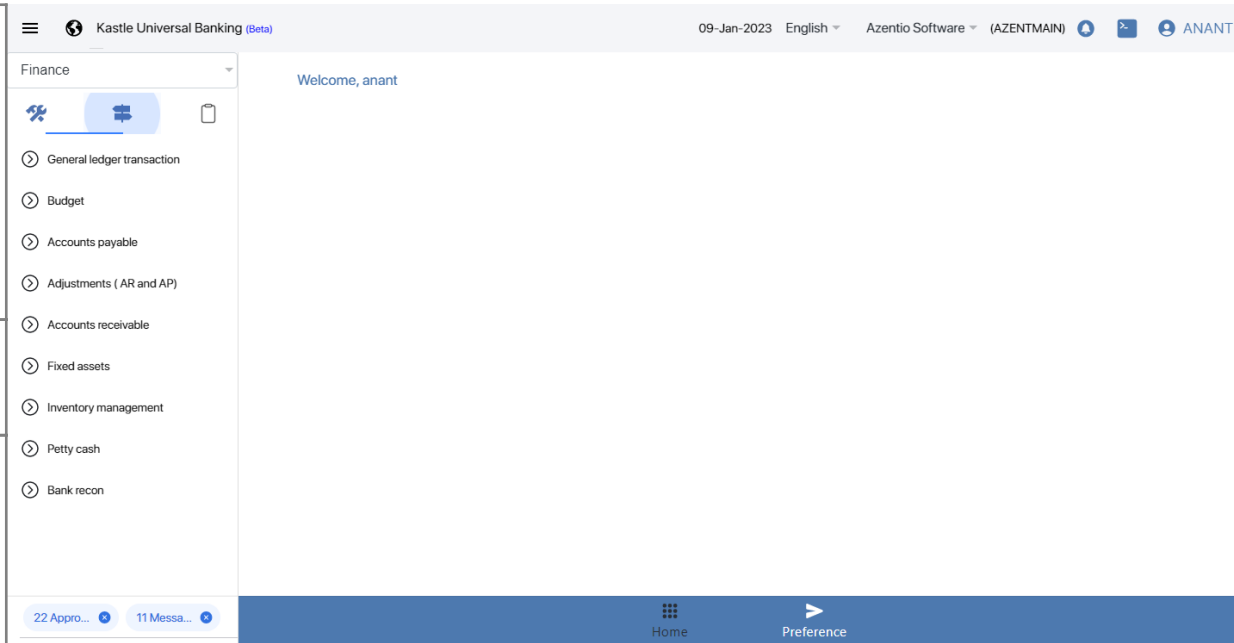 Kastle Universal Banking (Beta) 09-Jan-2023 English Azentio Software (AZENTMAIN) ANANT
Finance
Welcome, anant
General ledger transaction
Budget
Accounts payable
Adjustments ( AR and AP)
Accounts receivable
Fixed assets
Inventory management
Petty cash
Bank recon
22 Appro... 11 Messa...
Home Preference